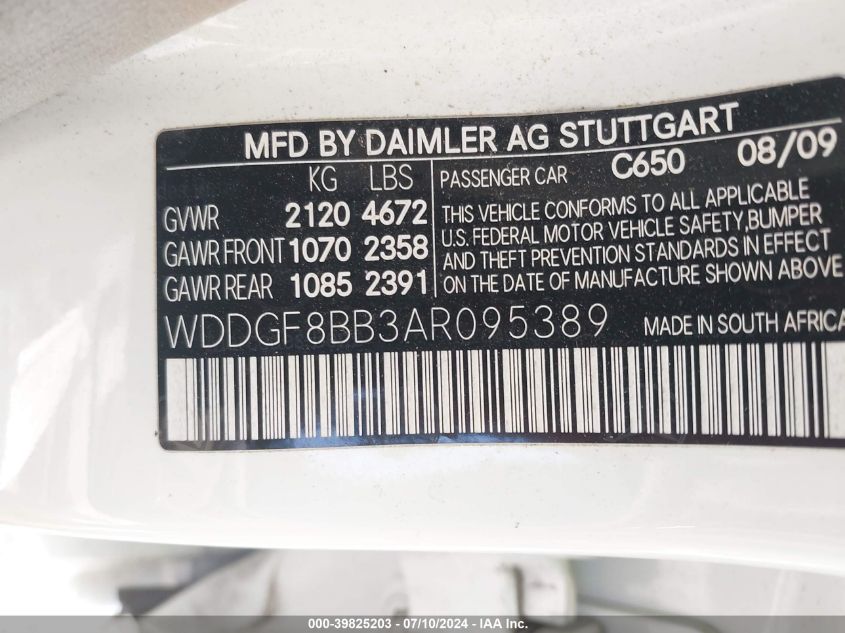 MFD BY DAIMLER AG STUTTGART
KG LBS
GVWR 2120 4672
GAWR FRONT 1070 2358
GAWR REAR 1085 2391
PASSENGER CAR C650 08/09
THIS VEHICLE CONFORMS TO ALL APPLICABLE
U.S. FEDERAL MOTOR VEHICLE SAFETY,BUMPER
AND THEFT PREVENTION STANDARDS IN EFFECT
ON THE DATE OF MANUFACTURE SHOWN ABOVE
WDDGF8BB3AR095389 MADE IN SOUTH AFRICA
000-39825203 - 07/10/2024 - IAA Inc.